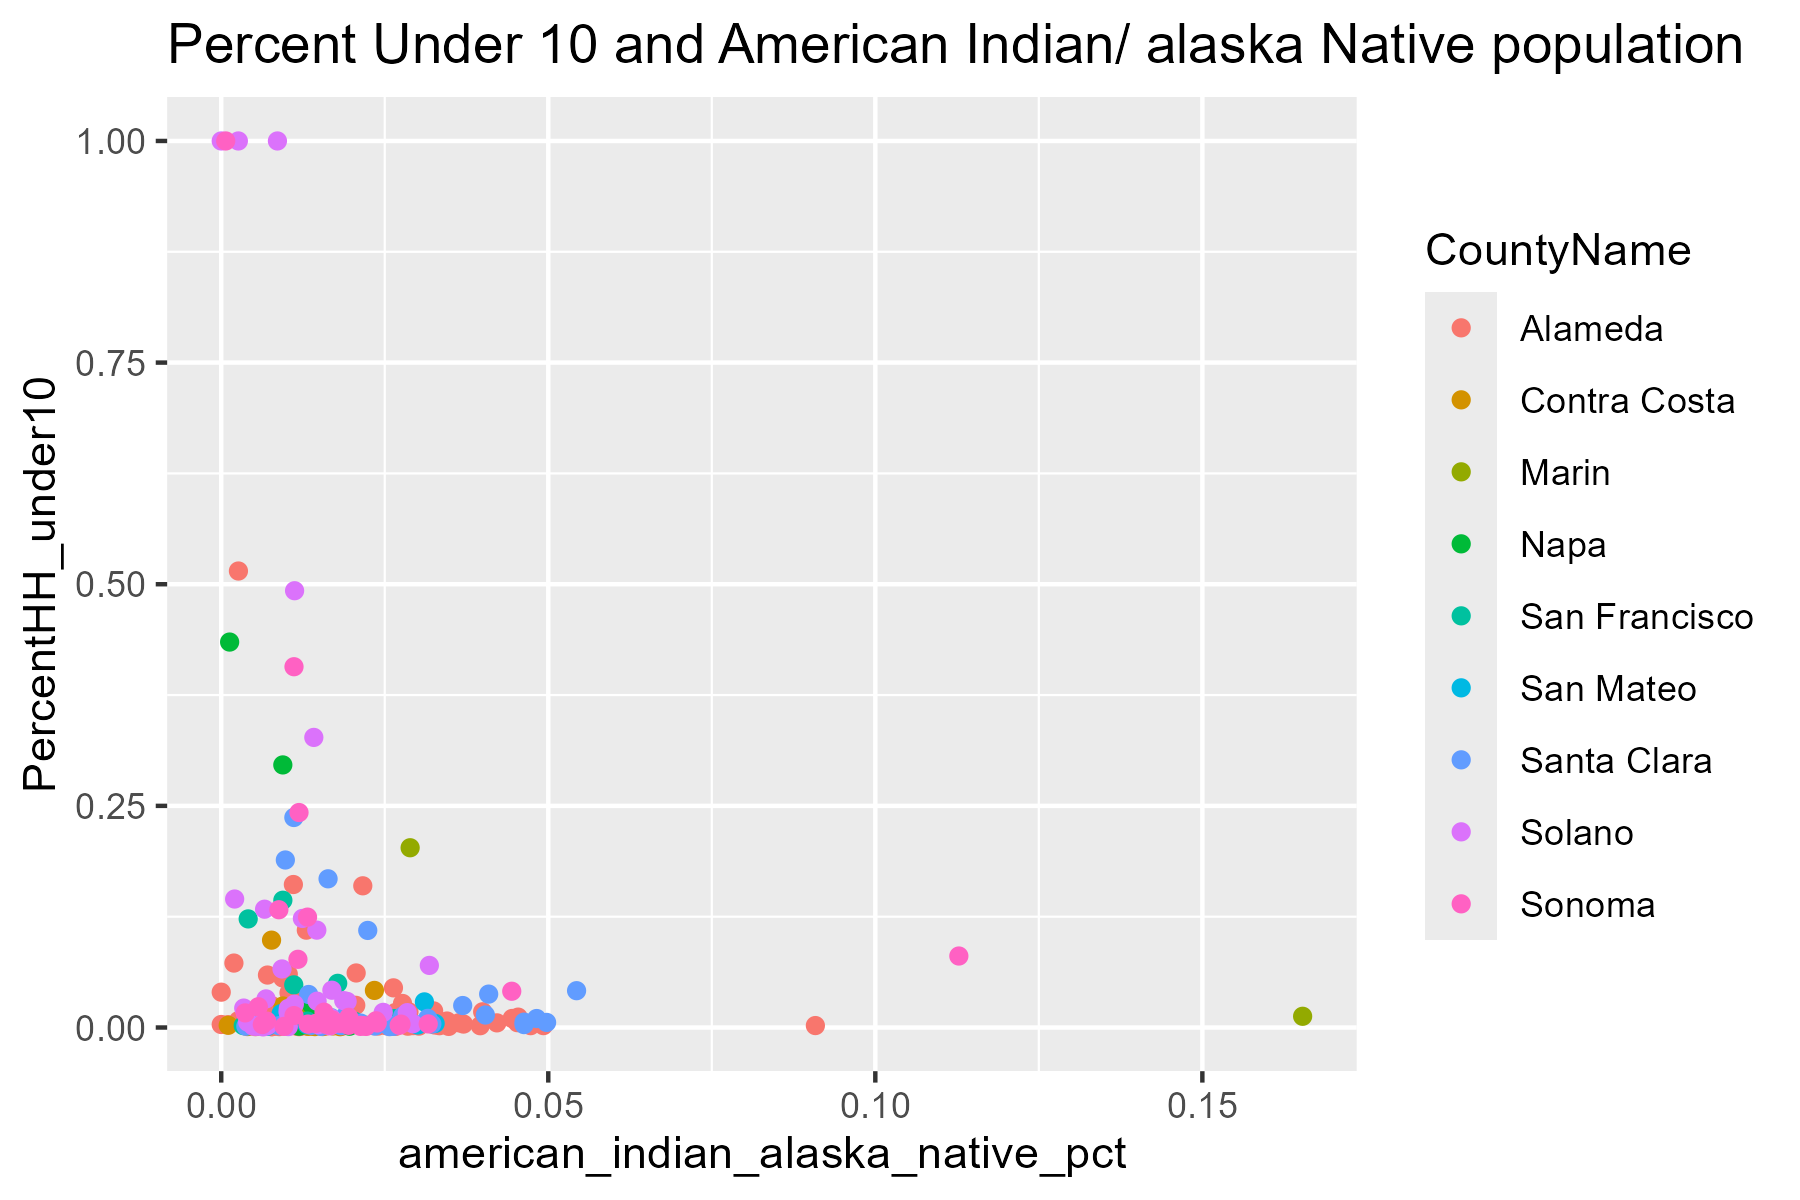 Percent Under 10 and American Indian/ alaska Native population
PercentHH_under10
1.00
0.75
0.50
0.25
0.00
0.00
0.05
0.10
0.15
american_indian_alaska_native_pct
CountyName
Alameda
Contra Costa
Marin
Napa
San Francisco
San Mateo
Santa Clara
Solano
Sonoma